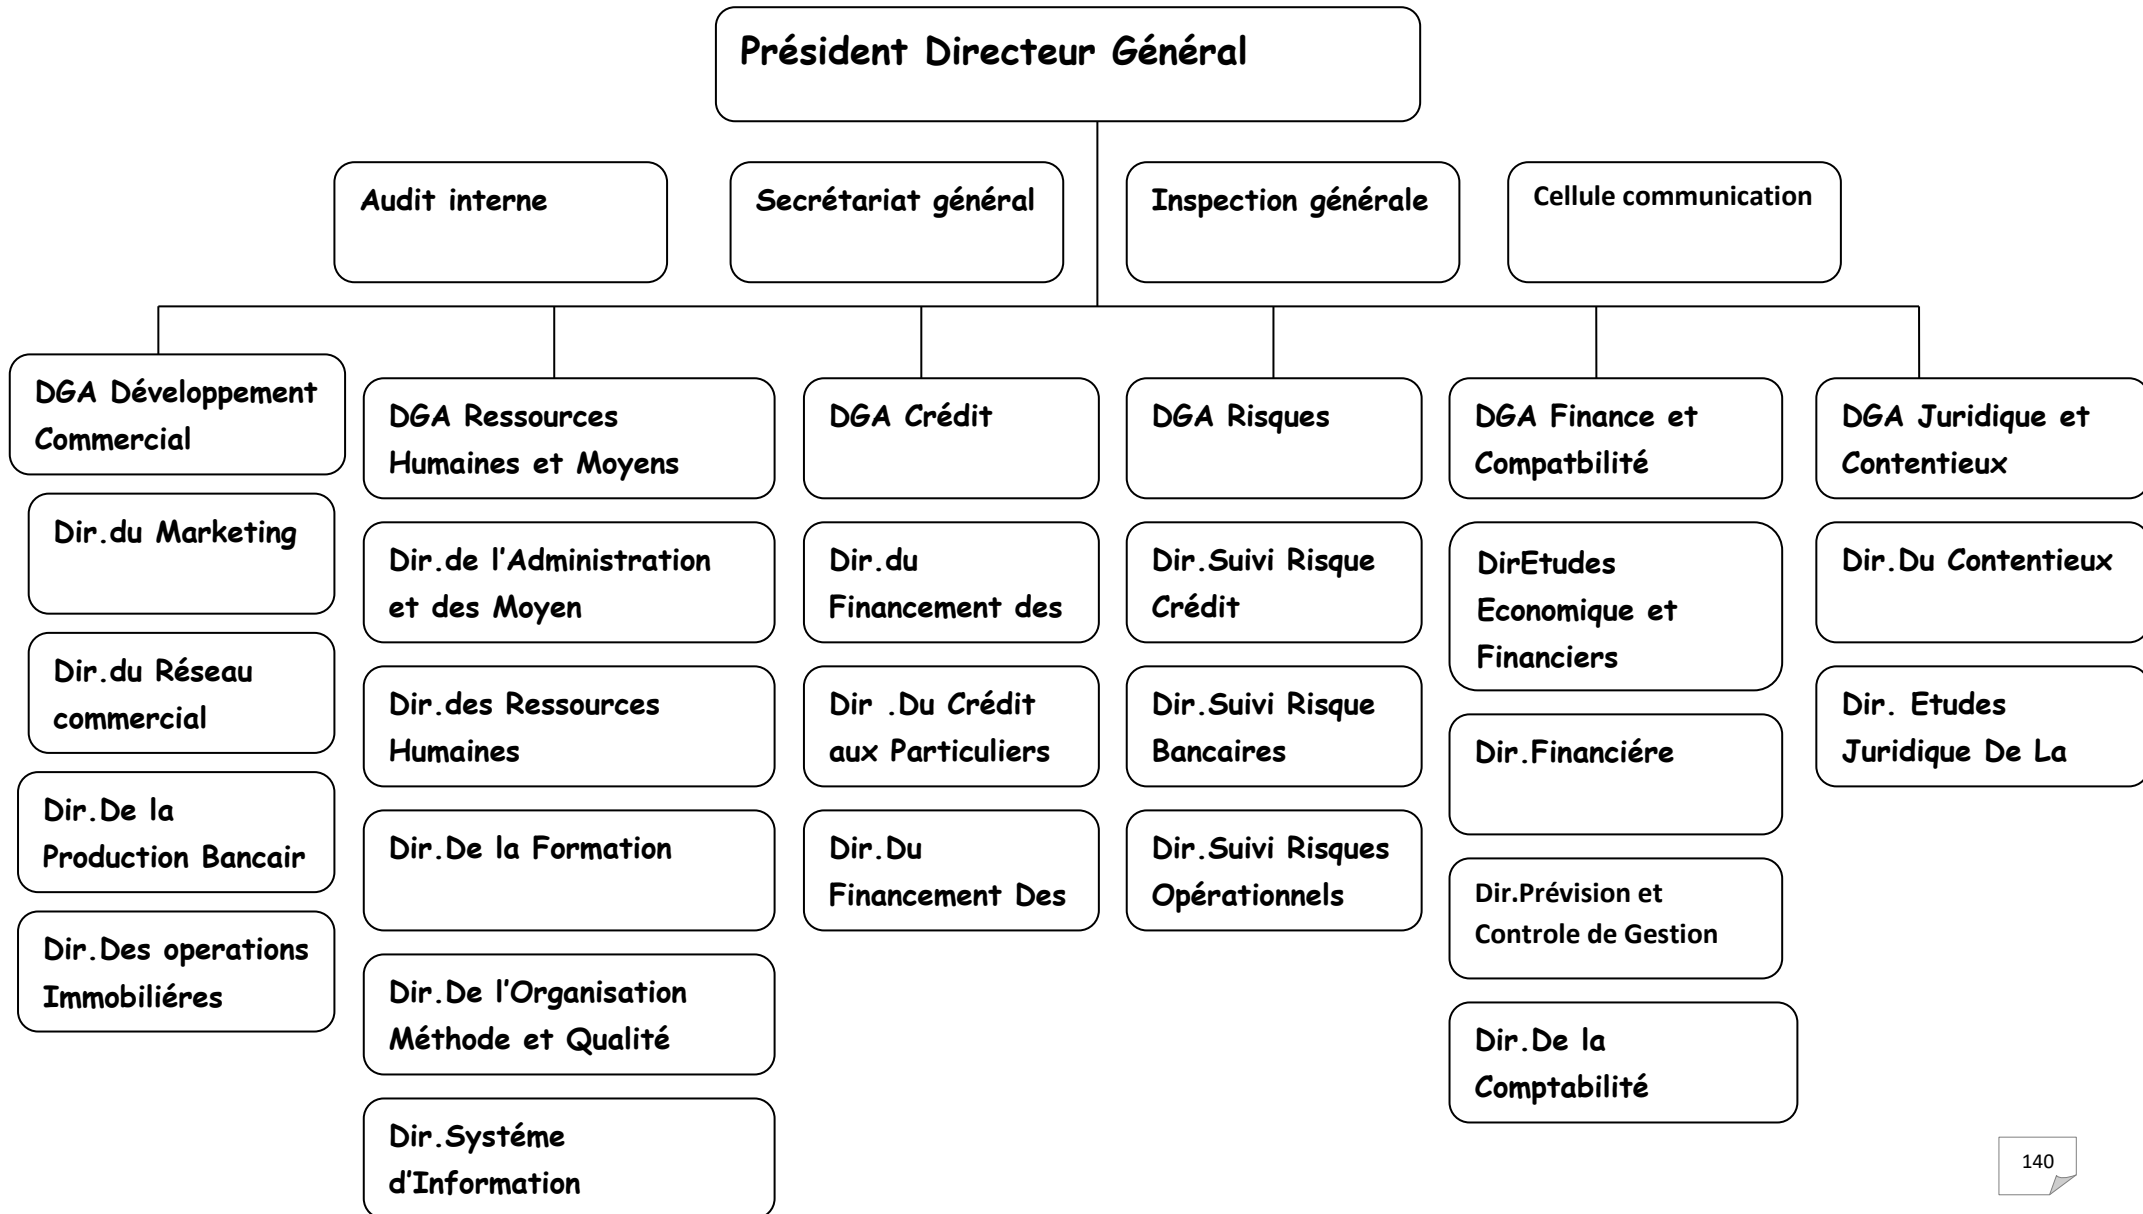 Président Directeur Général
Audit interne
Secrétariat général
Inspection générale
Cellule communication
DGA Développement
Commercial
Dir.du Marketing
Dir.du Réseau
commercial
Dir.De la
Production Bancair
Dir.Des operations
Immobiliéres
DGA Ressources
Humaines et Moyens
Dir.de l'Administration
et des Moyen
Dir.des Ressources
Humaines
Dir.De la Formation
Dir.De l'Organisation
Méthode et Qualité
Dir.Systéme
d'Information
DGA Crédit
Dir.du
Financement des
Dir .Du Crédit
aux Particuliers
Dir.Du
Financement Des
DGA Risques
Dir.Suivi Risque
Crédit
Dir.Suivi Risque
Bancaires
Dir.Suivi Risques
Opérationnels
DGA Finance et
Compatbilité
DirEtudes
Economique et
Financiers
Dir.Financiére
Dir.Prévision et
Controle de Gestion
Dir.De la
Comptabilité
DGA Juridique et
Contentieux
Dir.Du Contentieux
Dir. Etudes
Juridique De La
140